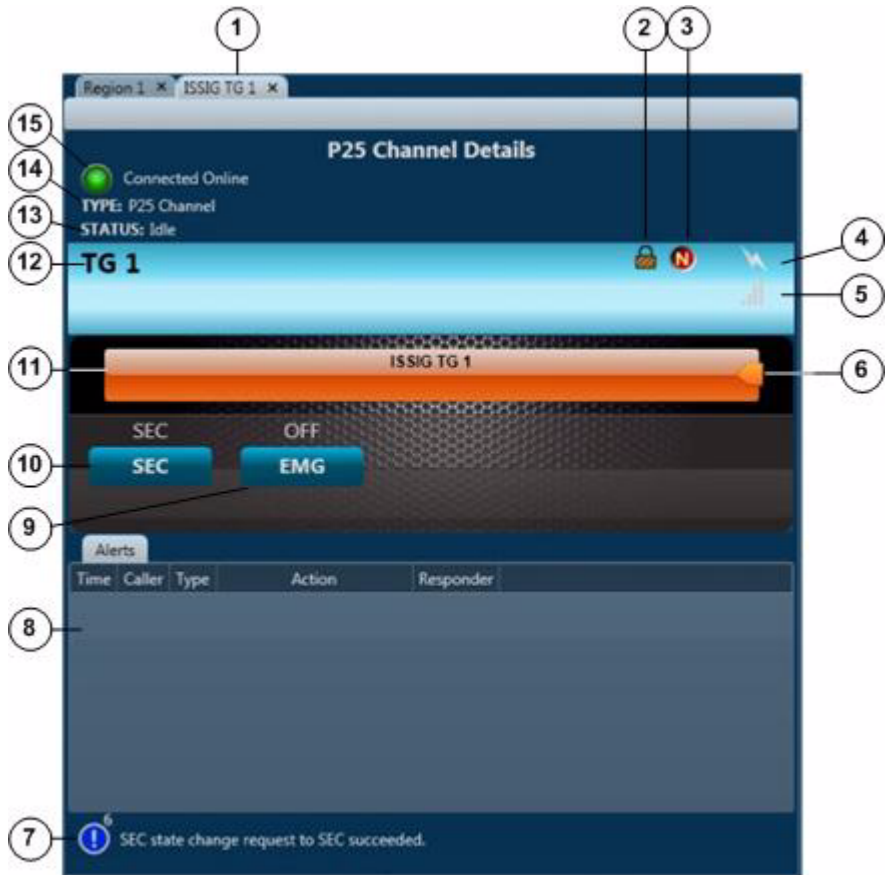 1
2
3
Region 1 × ISSIG TG 1 ×
P25 Channel Details
15
Connected Online
14
TYPE: P25 Channel
13
STATUS: Idle
4
12
TG 1
N
5
11
ISSIG TG 1
6
SEC OFF
10
SEC EMG
9
Alerts
Time Caller Type Action Responder
8
6
7
! SEC state change request to SEC succeeded.